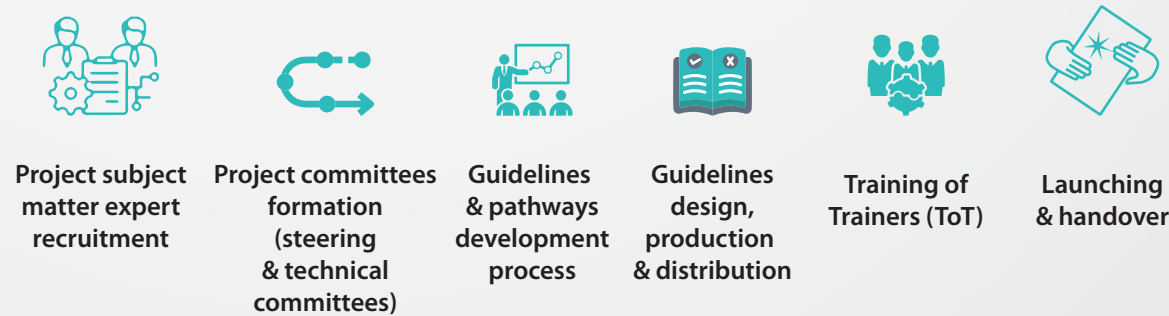 Project subject
matter expert
recruitment
Project committees
formation
(steering
& technical
committees)
Guidelines
& pathways
development
process
Guidelines
design,
production
& distribution
Training of
Trainers (ToT)
Launching
& handover